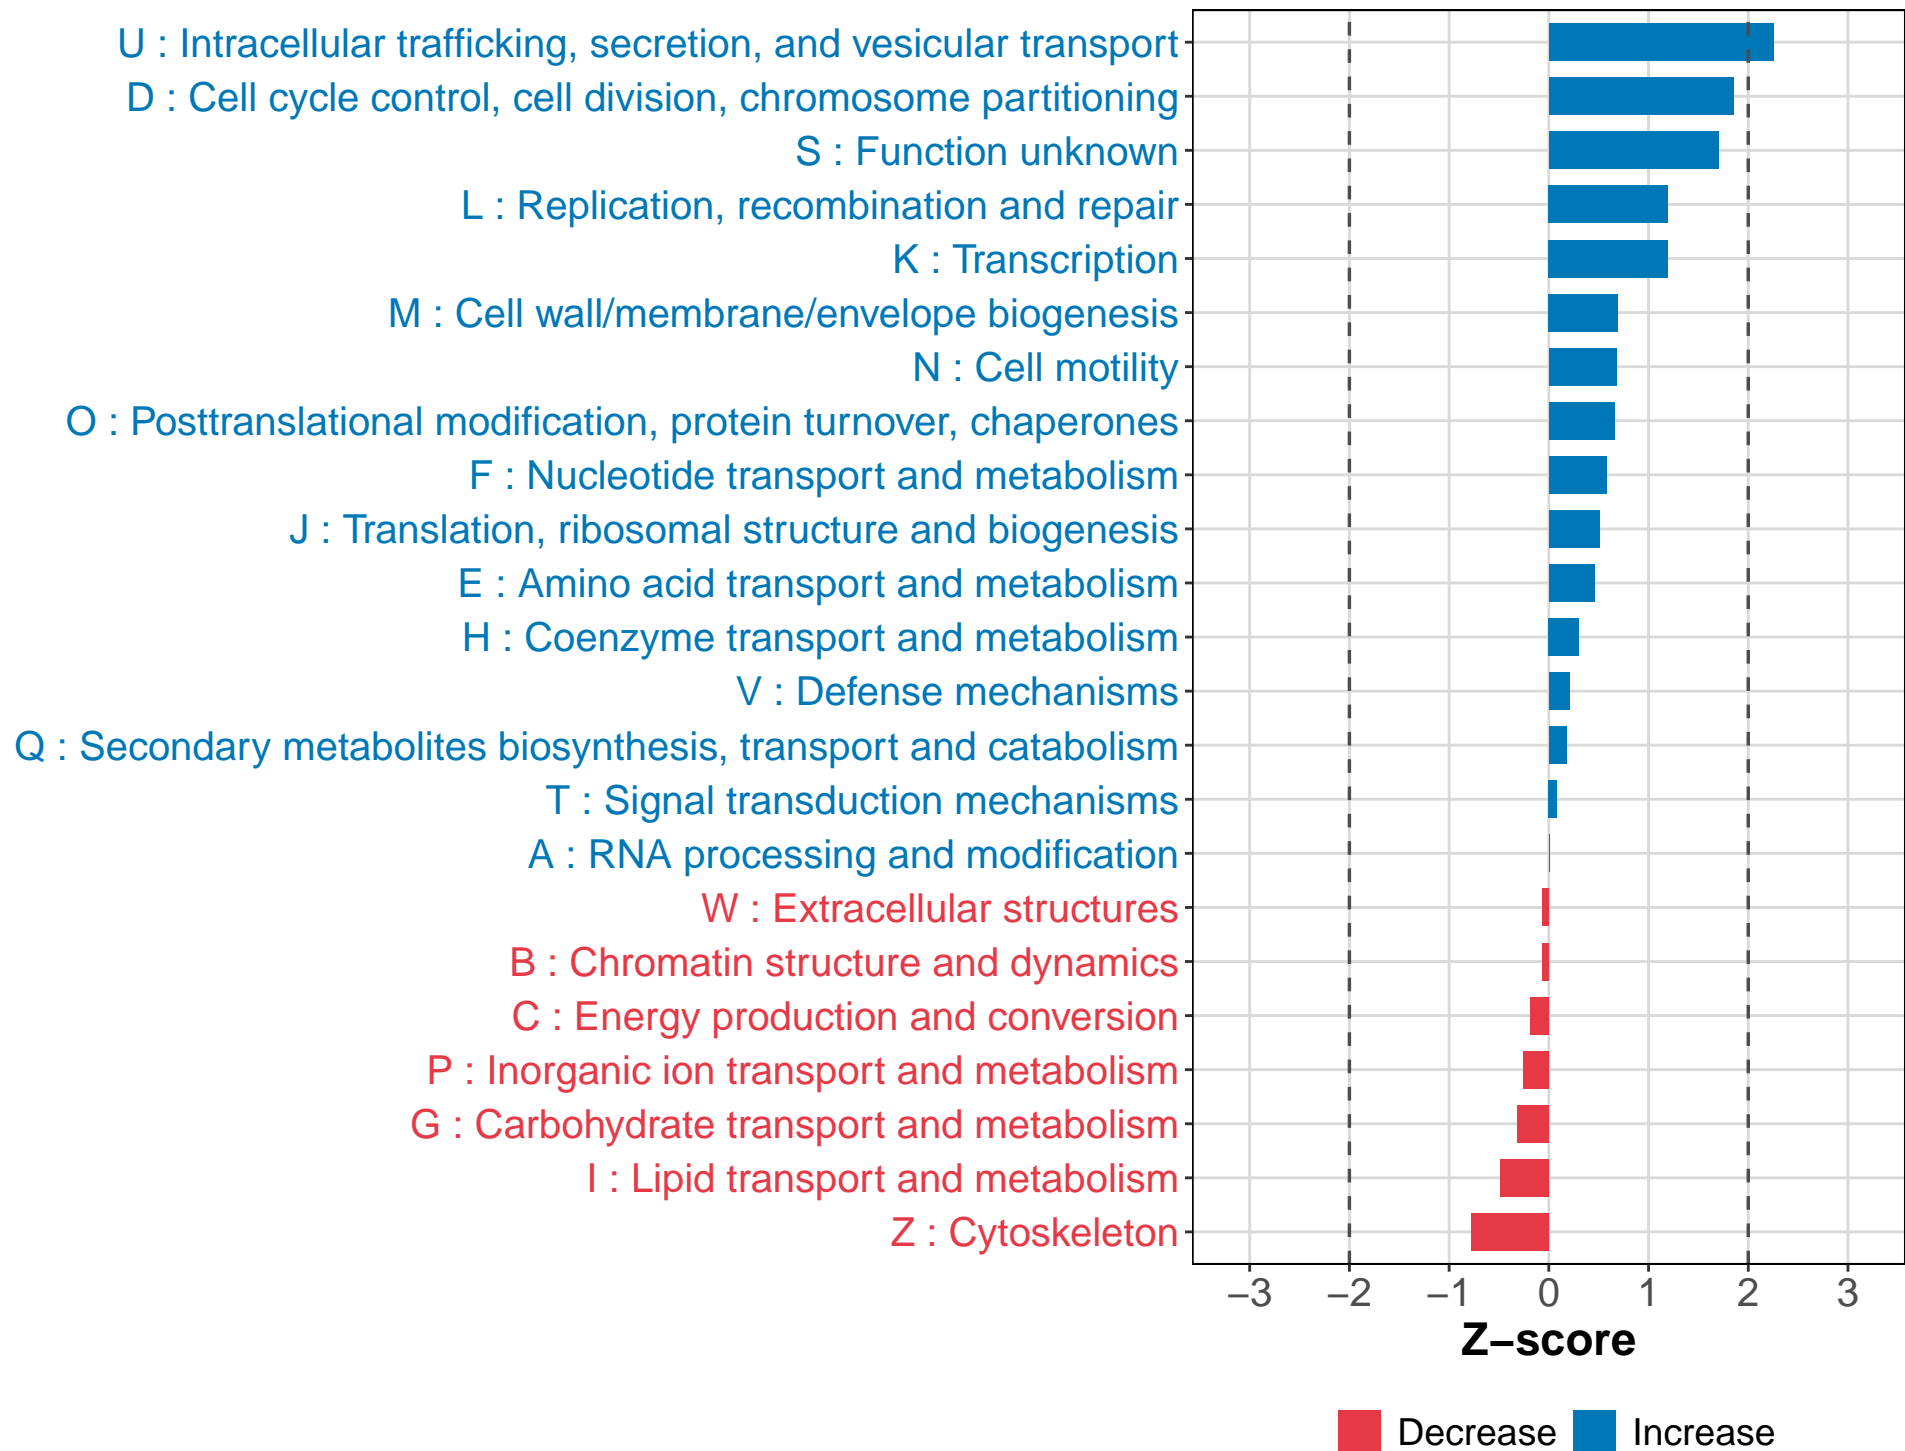 U : Intracellular trafficking, secretion, and vesicular transport
D : Cell cycle control, cell division, chromosome partitioning
S : Function unknown
L : Replication, recombination and repair
K : Transcription
M : Cell wall/membrane/envelope biogenesis
N : Cell motility
O : Posttranslational modification, protein turnover, chaperones
F : Nucleotide transport and metabolism
J : Translation, ribosomal structure and biogenesis
E : Amino acid transport and metabolism
H : Coenzyme transport and metabolism
V : Defense mechanisms
Q : Secondary metabolites biosynthesis, transport and catabolism
T : Signal transduction mechanisms
A : RNA processing and modification
W : Extracellular structures
B : Chromatin structure and dynamics
C : Energy production and conversion
P : Inorganic ion transport and metabolism
G : Carbohydrate transport and metabolism
I : Lipid transport and metabolism
Z : Cytoskeleton
−3 −2 −1 0 1 2 3
Z−score
Decrease Increase